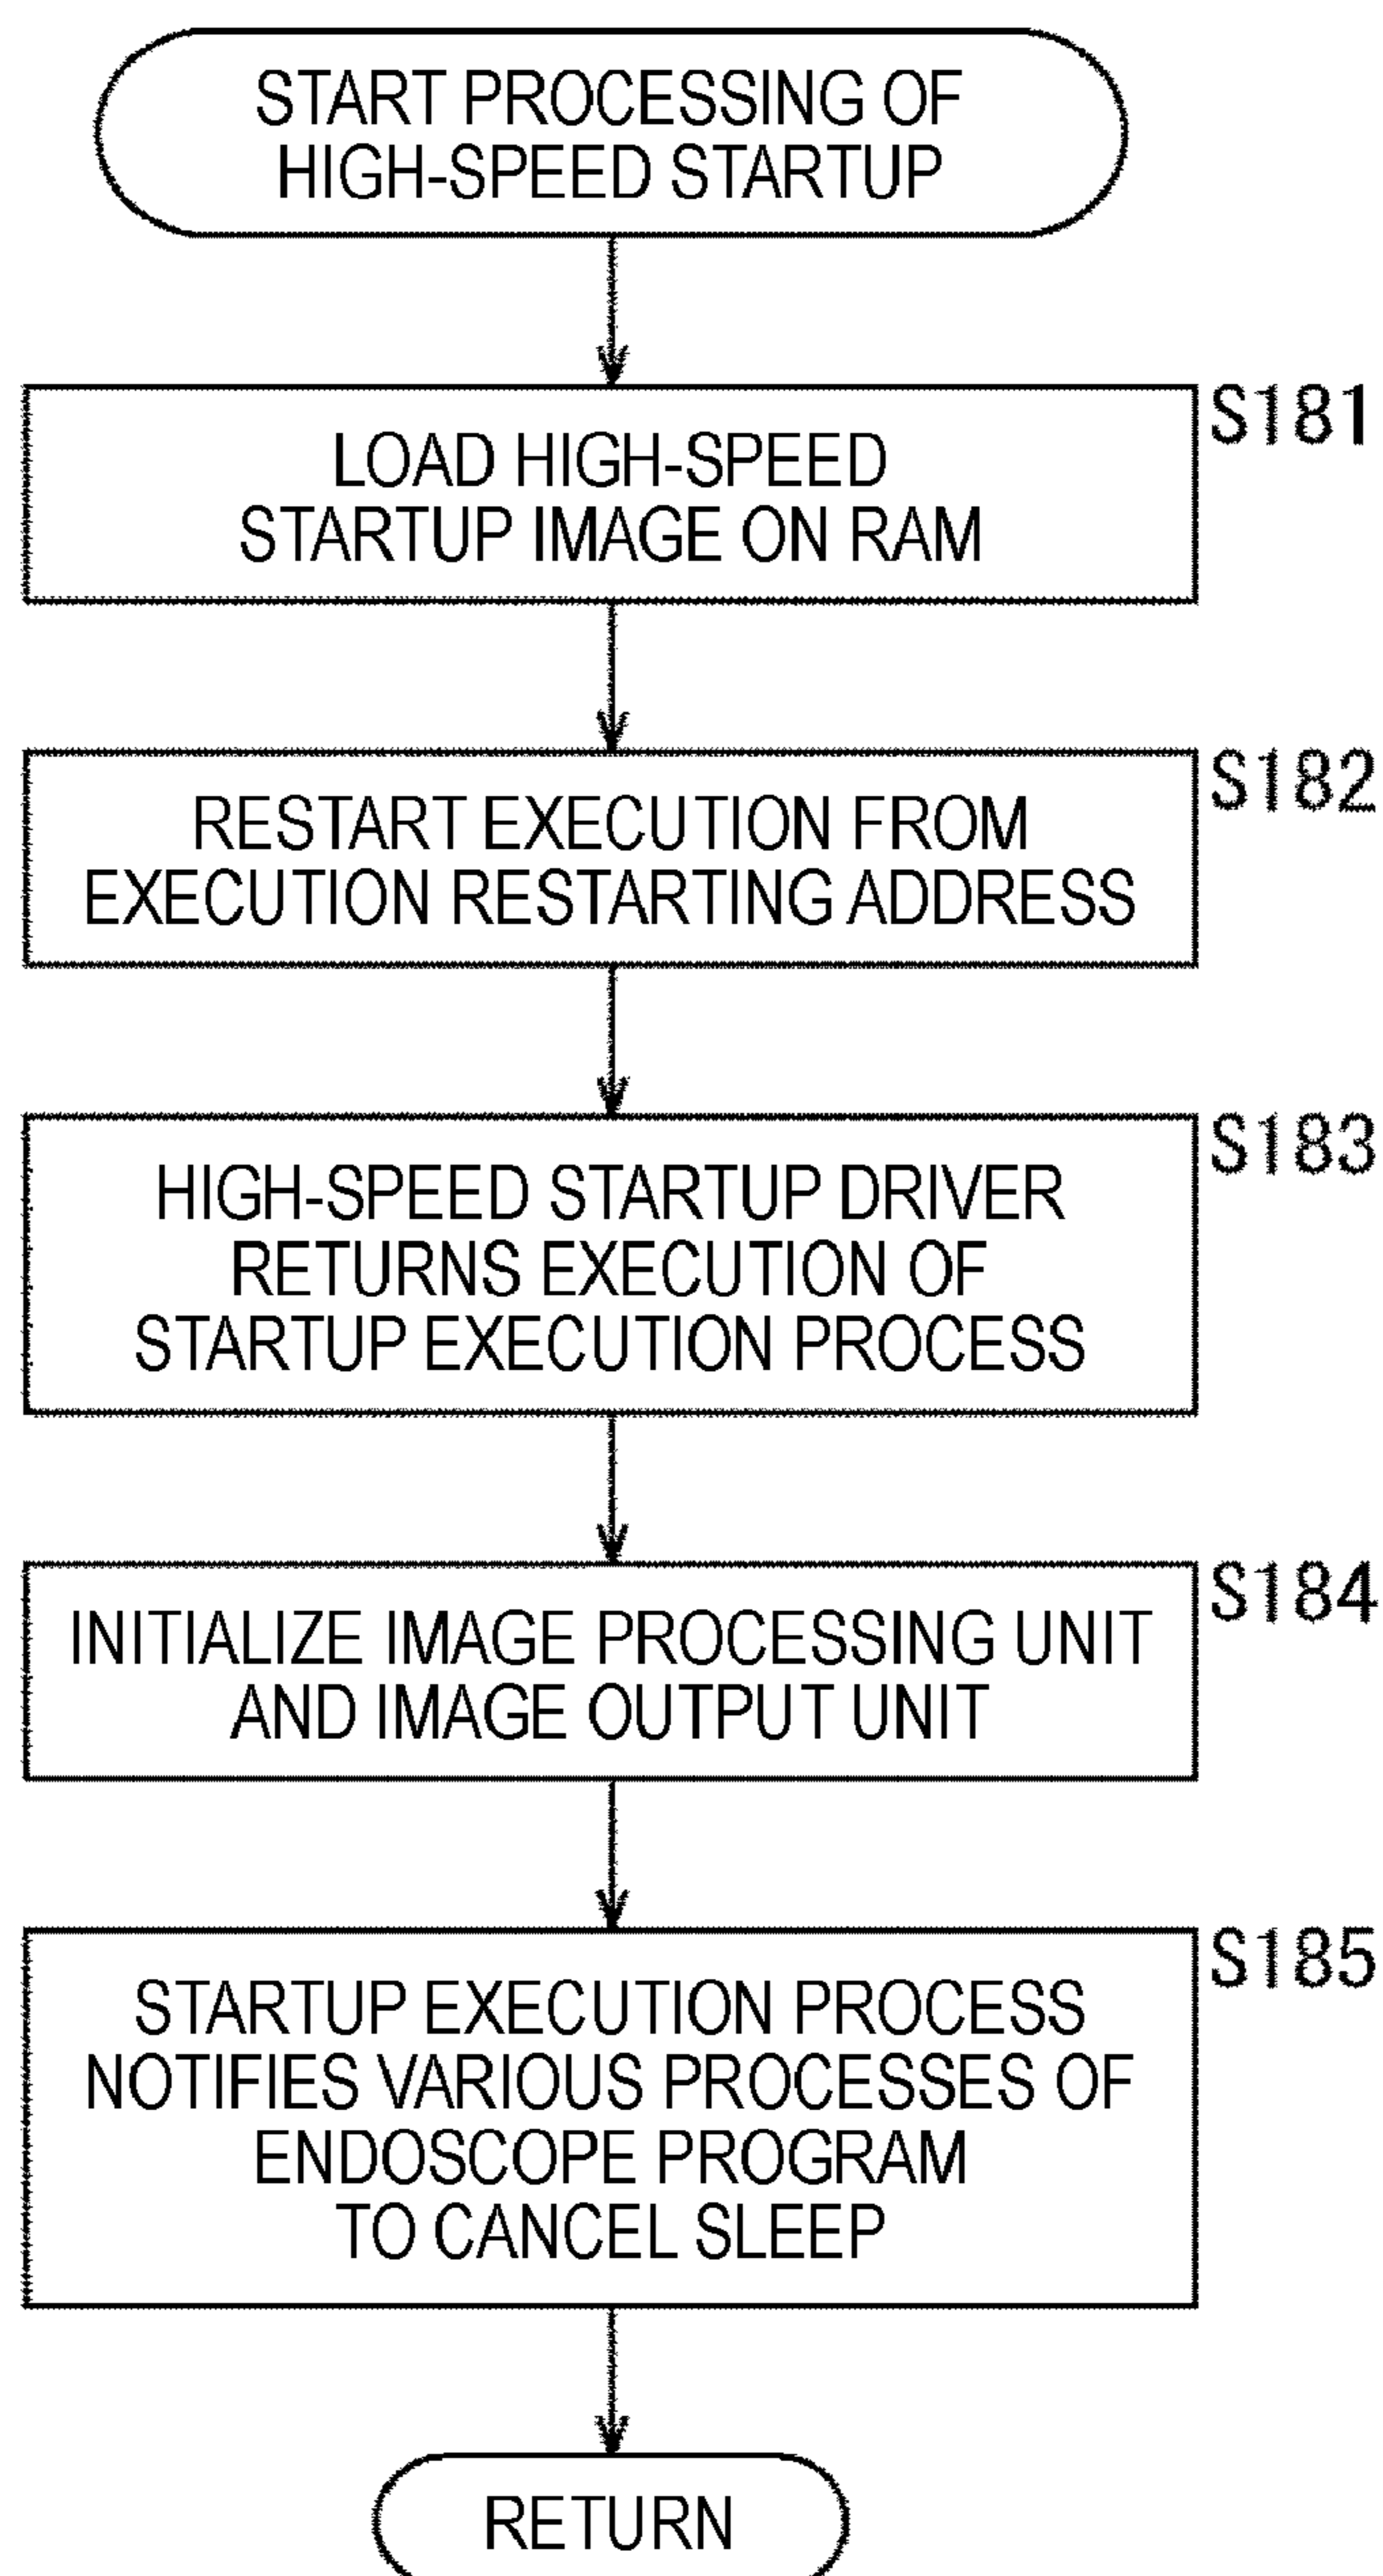 START PROCESSING OF
HIGH-SPEED STARTUP
S181
LOAD HIGH-SPEED
STARTUP IMAGE ON RAM
S182
RESTART EXECUTION FROM
EXECUTION RESTARTING ADDRESS
S183
HIGH-SPEED STARTUP DRIVER
RETURNS EXECUTION OF
STARTUP EXECUTION PROCESS
S184
INITIALIZE IMAGE PROCESSING UNIT
AND IMAGE OUTPUT UNIT
S185
STARTUP EXECUTION PROCESS
NOTIFIES VARIOUS PROCESSES OF
ENDOSCOPE PROGRAM
TO CANCEL SLEEP
RETURN